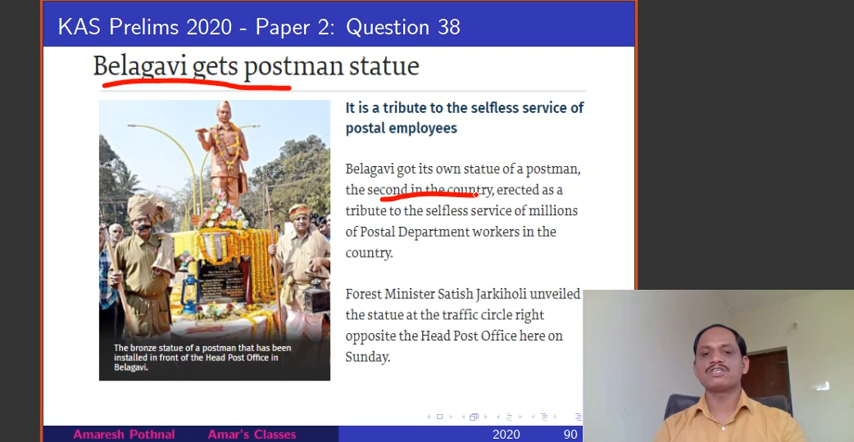 KAS Prelims 2020 - Paper 2: Question 38
Belagavi gets postman statue
It is a tribute to the selfless service of
postal employees
Belagavi got its own statue of a postman,
the second in the country, erected as a
tribute to the selfless service of millions
of Postal Department workers in the
country.
Forest Minister Satish Jarkiholi unveiled
the statue at the traffic circle right
opposite the Head Post Office here on
Sunday.
The bronze statue of a postman that has been
installed in front of the Head Post Office in
Belagavi.
Amaresh Pothnal Amar's Classes 2020 90